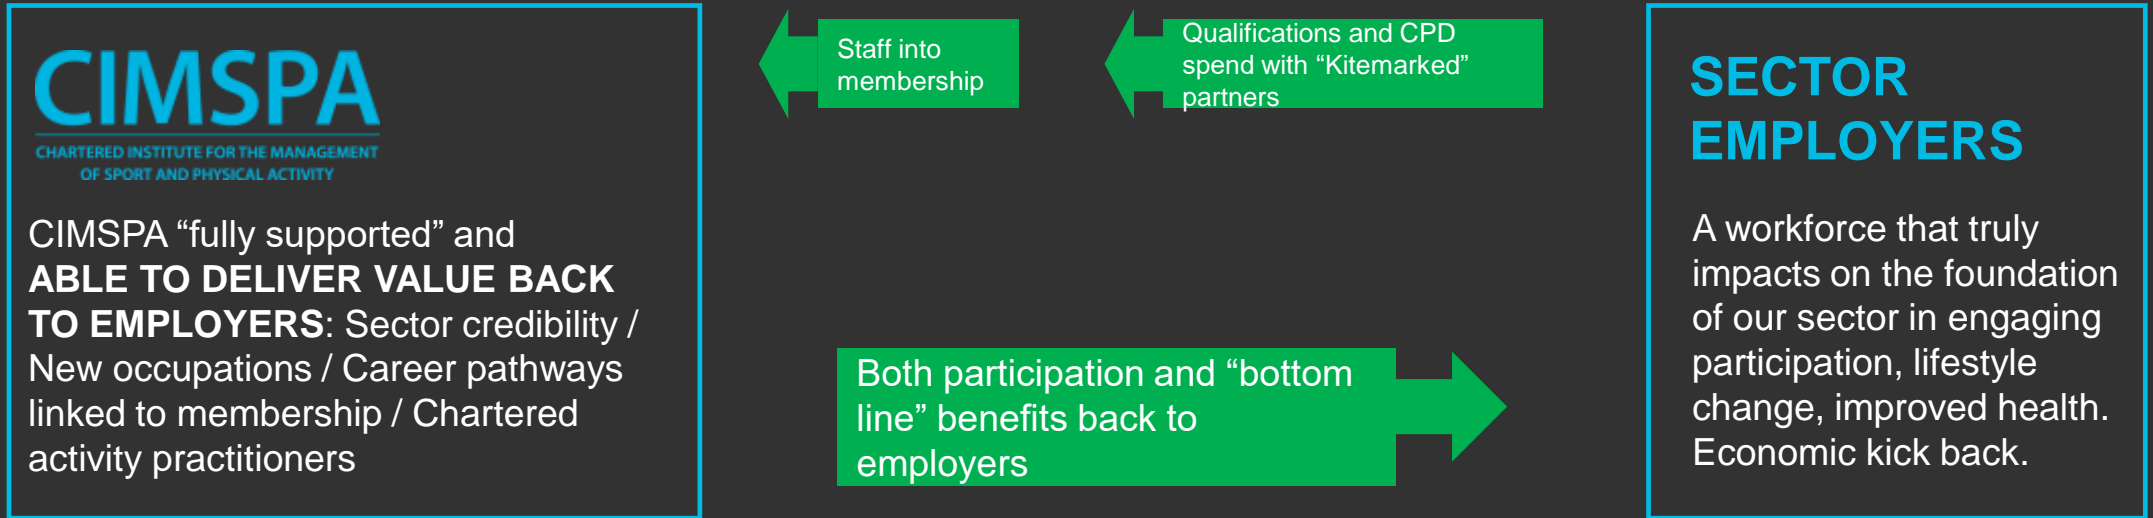 CIMSPA
CHARTERED INSTITUTE FOR THE MANAGEMENT
OF SPORT AND PHYSICAL ACTIVITY
CIMSPA “fully supported” and
ABLE TO DELIVER VALUE BACK
TO EMPLOYERS: Sector credibility /
New occupations / Career pathways
linked to membership / Chartered
activity practitioners
Staff into
membership
Qualifications and CPD
spend with “Kitemarked”
partners
Both participation and “bottom
line” benefits back to
employers
SECTOR
EMPLOYERS
A workforce that truly
impacts on the foundation
of our sector in engaging
participation, lifestyle
change, improved health.
Economic kick back.